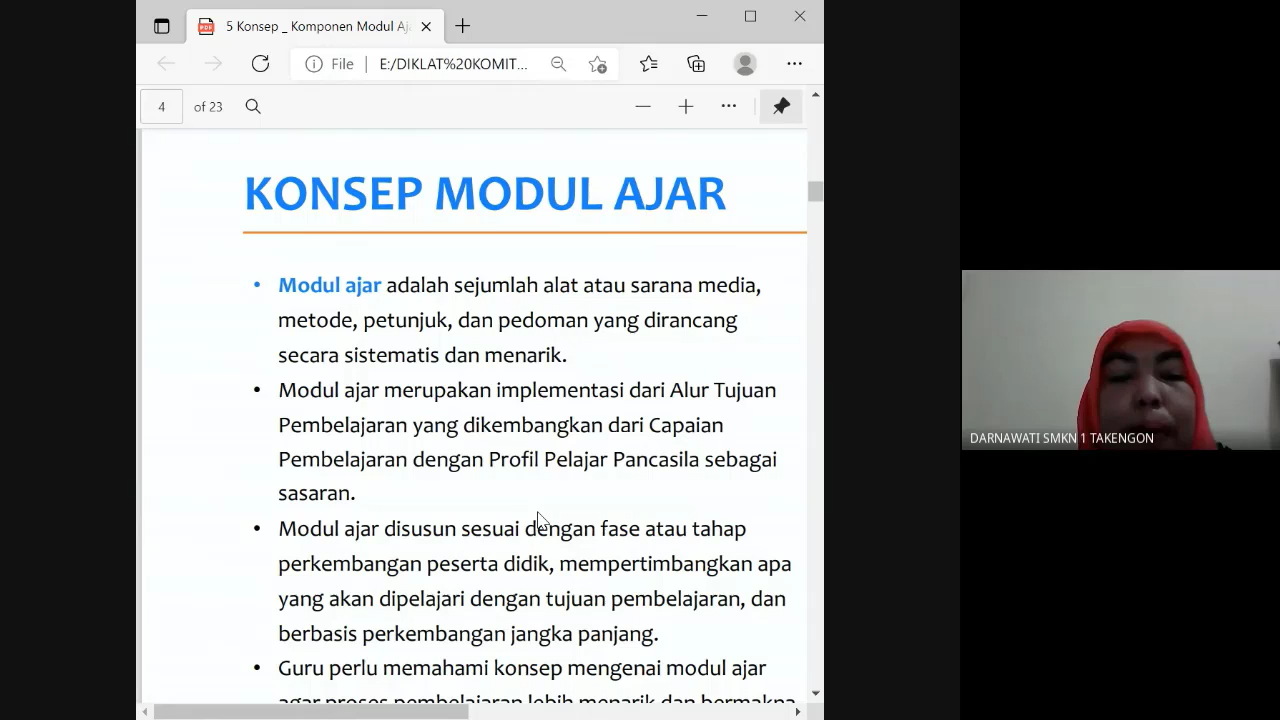 5 Konsep _ Komponen Modul Aja
File
E:/DIKLAT%20KOMIT...
4
of 23
KONSEP MODUL AJAR
• Modul ajar adalah sejumlah alat atau sarana media,
metode, petunjuk, dan pedoman yang dirancang
secara sistematis dan menarik.
• Modul ajar merupakan implementasi dari Alur Tujuan
Pembelajaran yang dikembangkan dari Capaian
Pembelajaran dengan Profil Pelajar Pancasila sebagai
sasaran.
• Modul ajar disusun sesuai dengan fase atau tahap
perkembangan peserta didik, mempertimbangkan apa
yang akan dipelajari dengan tujuan pembelajaran, dan
berbasis perkembangan jangka panjang.
• Guru perlu memahami konsep mengenai modul ajar
agar proses pembelajaran lebih menarik dan bermakna
DARNAWATI SMKN 1 TAKENGON